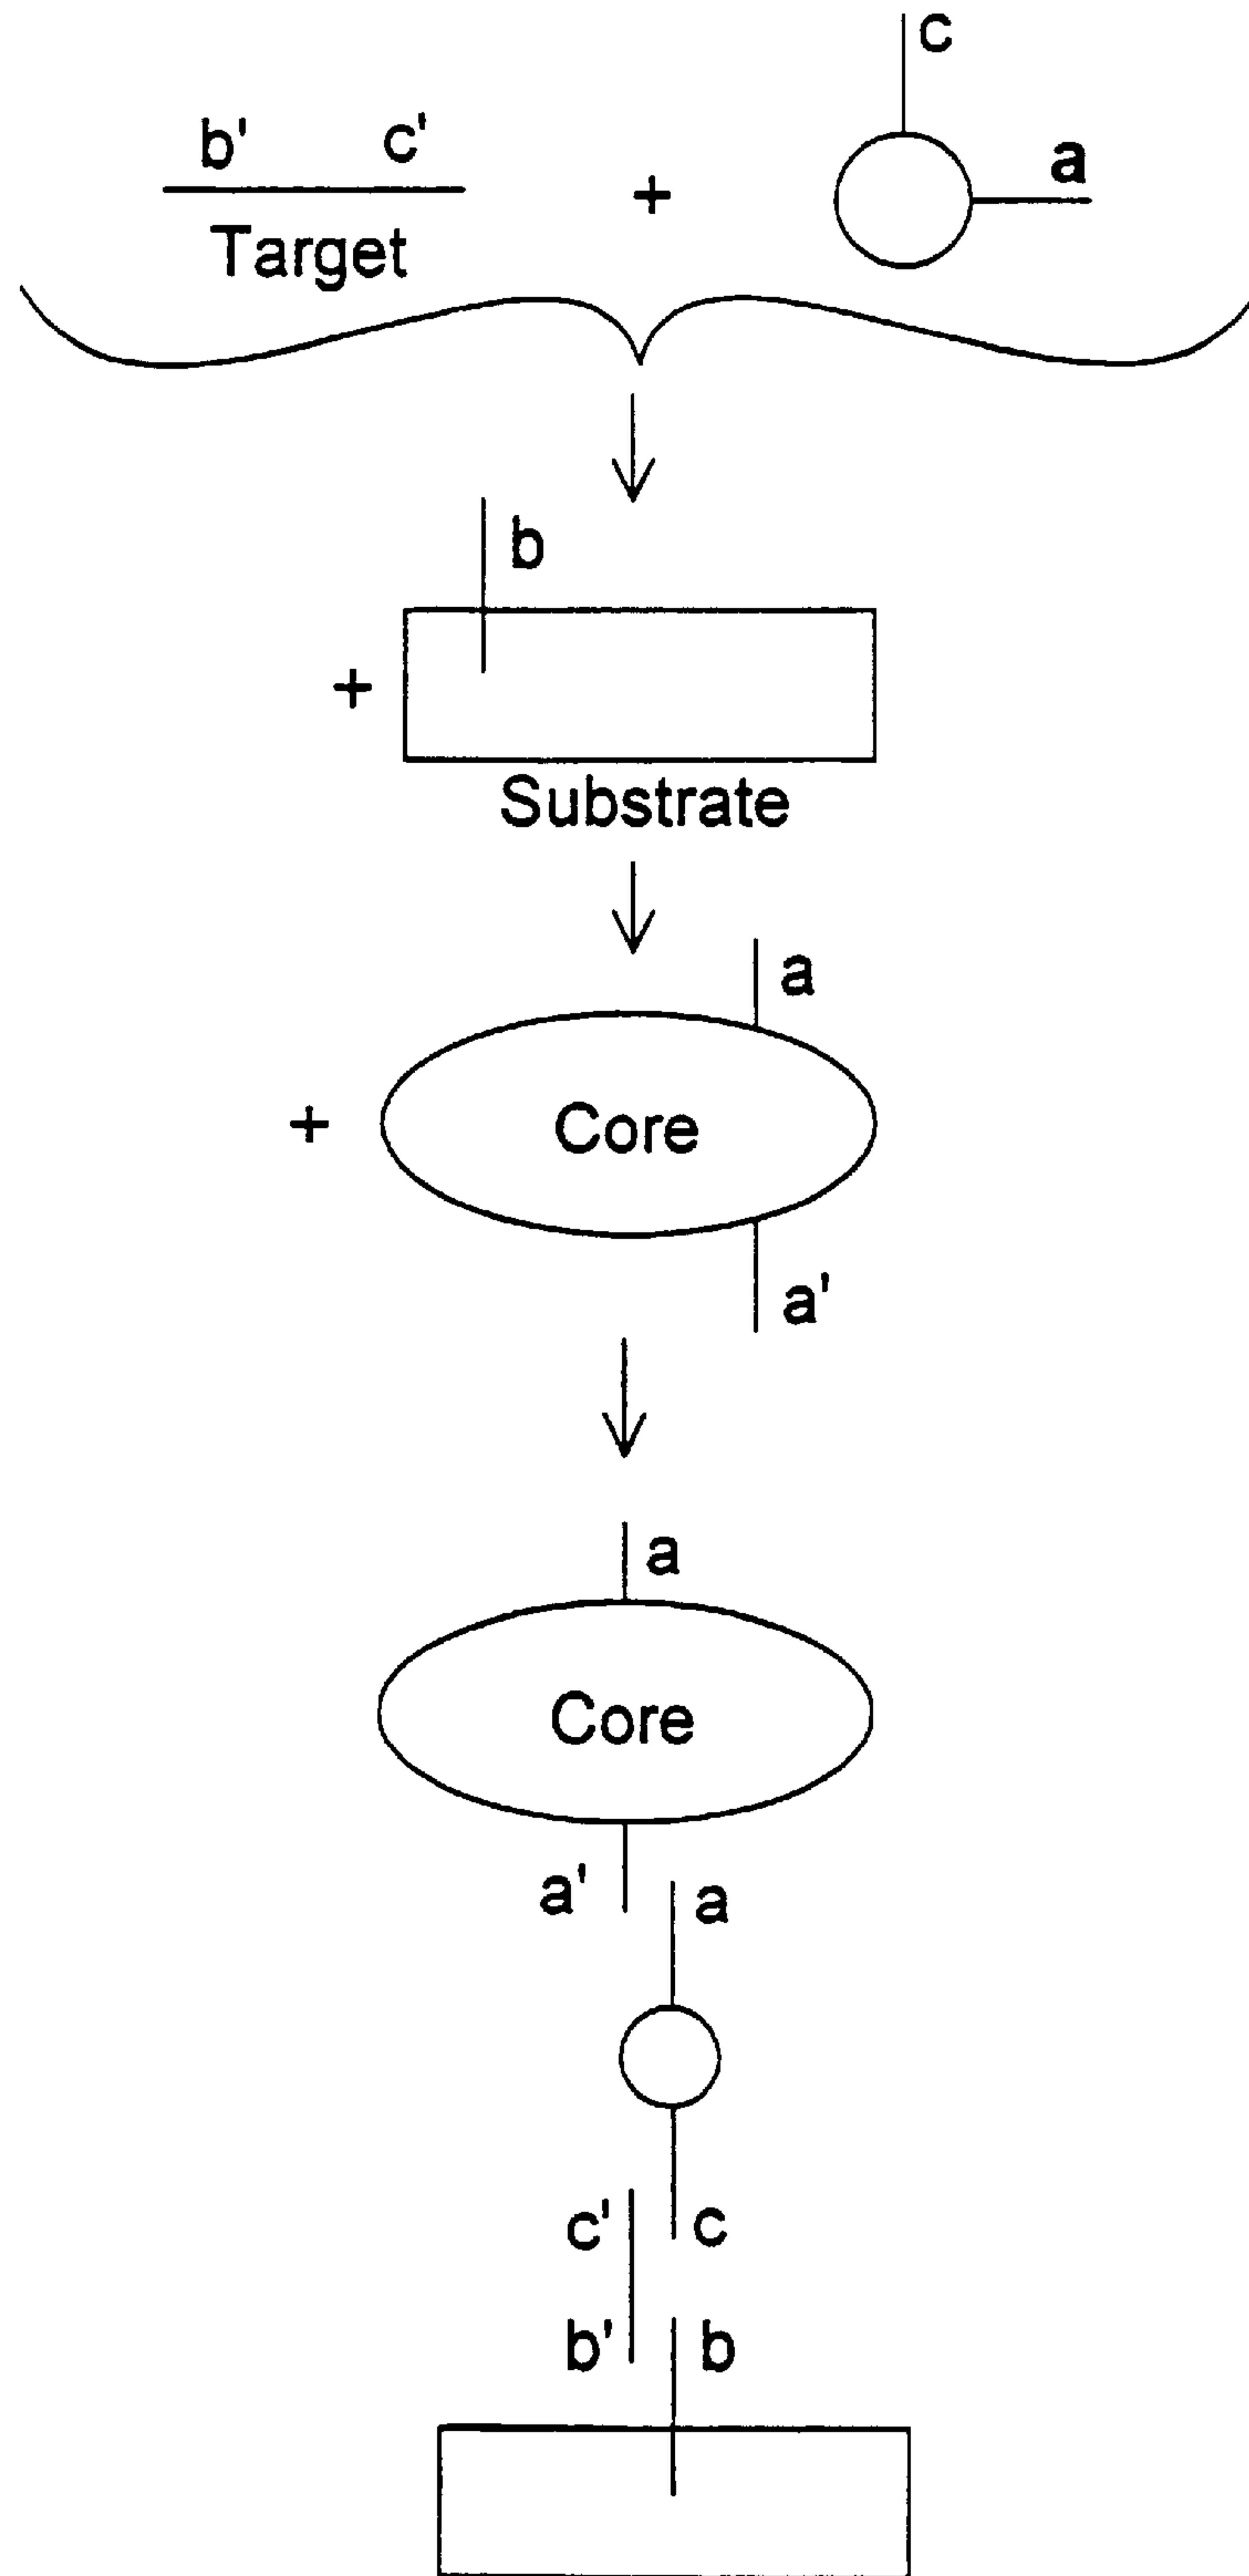 c
b' c'
+
a
Target
b
+
Substrate
a
+
Core
a'
a
Core
a'
a
c'
c
b'
b